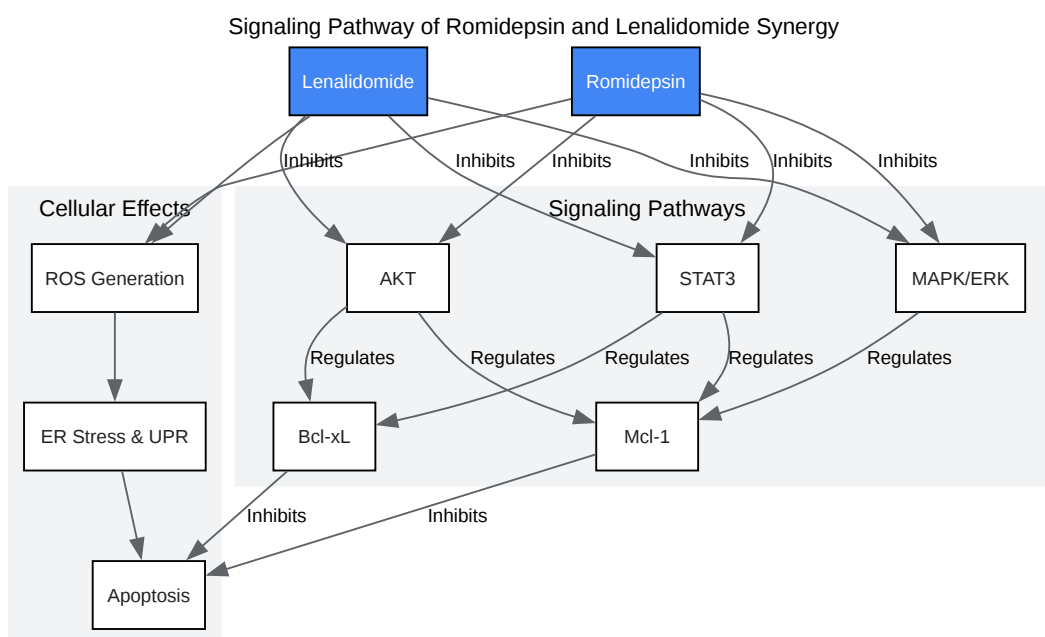 Signaling Pathway of Romidepsin and Lenalidomide Synergy
Lenalidomide
Romidepsin
Inhibits
Inhibits
Inhibits
Inhibits
Inhibits
Inhibits
Cellular Effects
Signaling Pathways
ROS Generation
AKT
STAT3
MAPK/ERK
Regulates
Regulates
Regulates
Regulates
Regulates
ER Stress & UPR
Bcl-xL
Mcl-1
Inhibits
Inhibits
Apoptosis